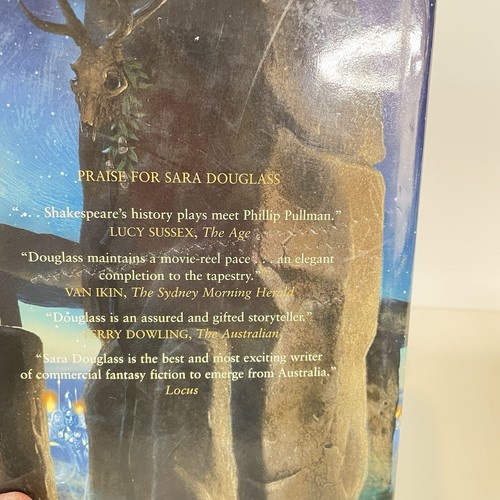 PRAISE FOR SARA DOUGLASS
“. . . Shakespeare’s history plays meet Phillip Pullman.”
LUCY SUSSEX, The Age
“Douglass maintains a movie-reel pace . . . an elegant
completion to the tapestry.”
VAN IKIN, The Sydney Morning Herald
“Douglass is an assured and gifted storyteller.”
TERRY DOWLING, The Australian
“Sara Douglass is the best and most exciting writer
of commercial fantasy fiction to emerge from Australia.”
Locus